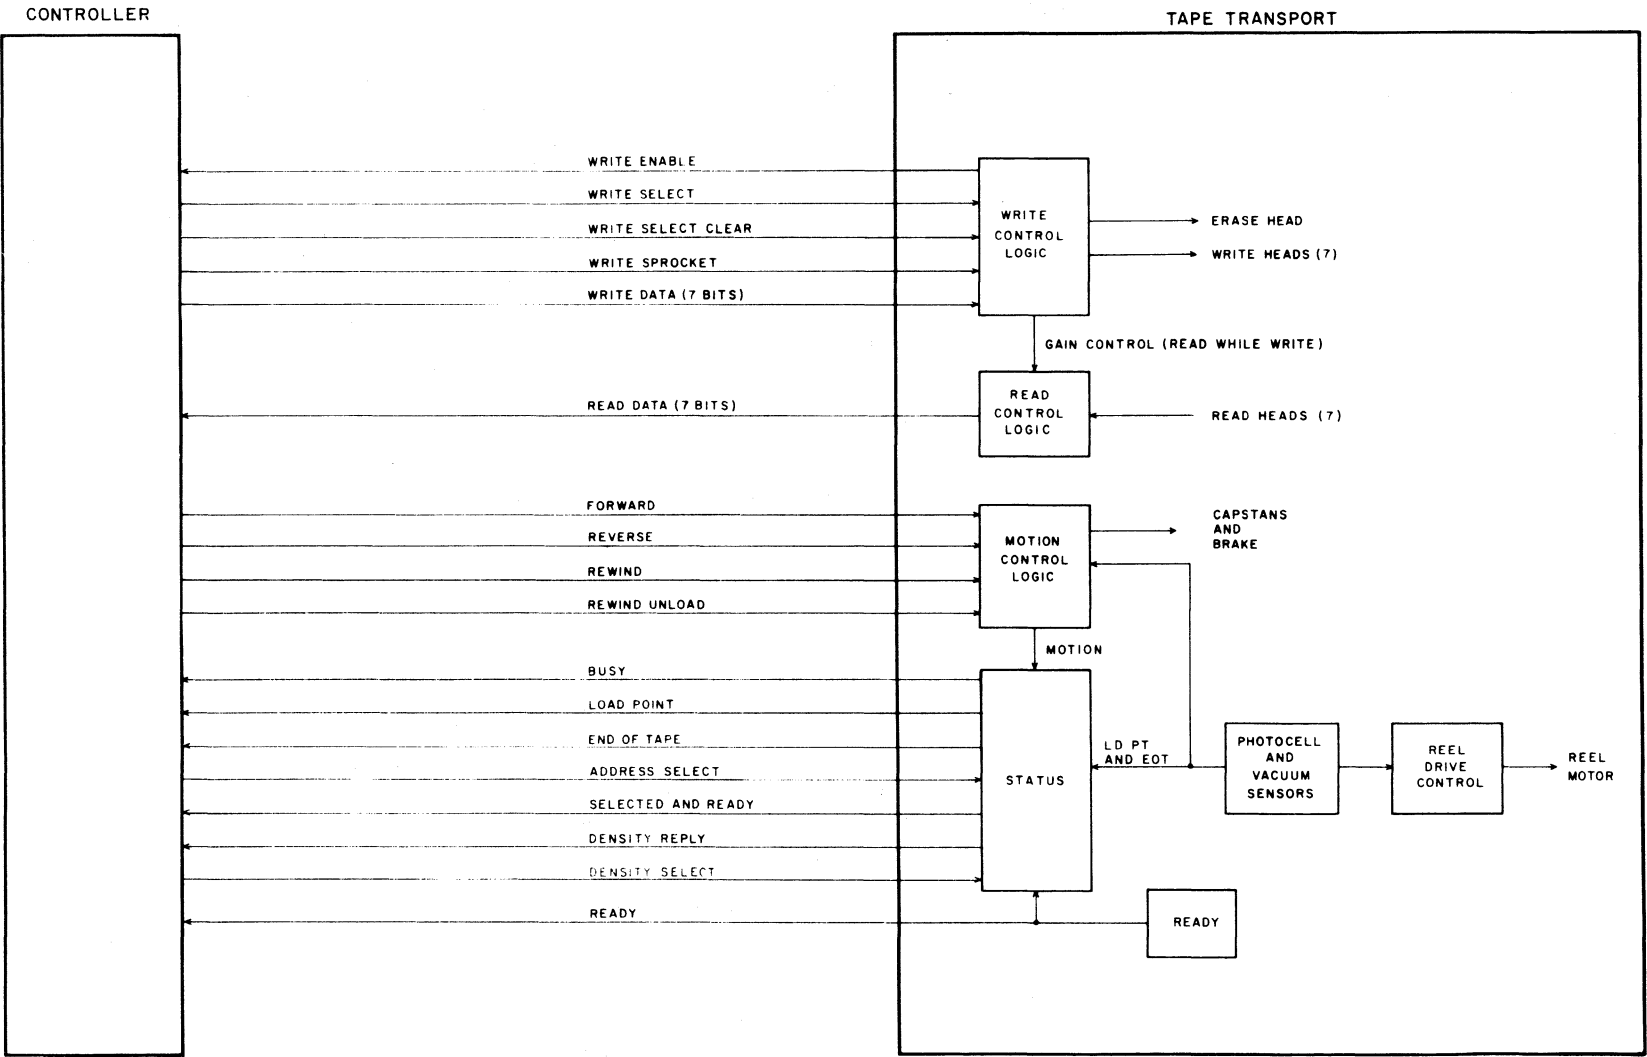 CONTROLLER
TAPE TRANSPORT
WRITE ENABLE
WRITE SELECT
WRITE SELECT CLEAR
WRITE SPROCKET
WRITE DATA (7 BITS)
WRITE
CONTROL
LOGIC
ERASE HEAD
WRITE HEADS (7)
GAIN CONTROL (READ WHILE WRITE)
READ DATA (7 BITS)
READ
CONTROL
LOGIC
READ HEADS (7)
FORWARD
REVERSE
REWIND
REWIND UNLOAD
MOTION
CONTROL
LOGIC
CAPSTANS
AND
BRAKE
MOTION
BUSY
LOAD POINT
END OF TAPE
ADDRESS SELECT
SELECTED AND READY
DENSITY REPLY
DENSITY SELECT
READY
STATUS
LD PT
AND EOT
PHOTOCELL
AND
VACUUM
SENSORS
REEL
DRIVE
CONTROL
REEL
MOTOR
READY